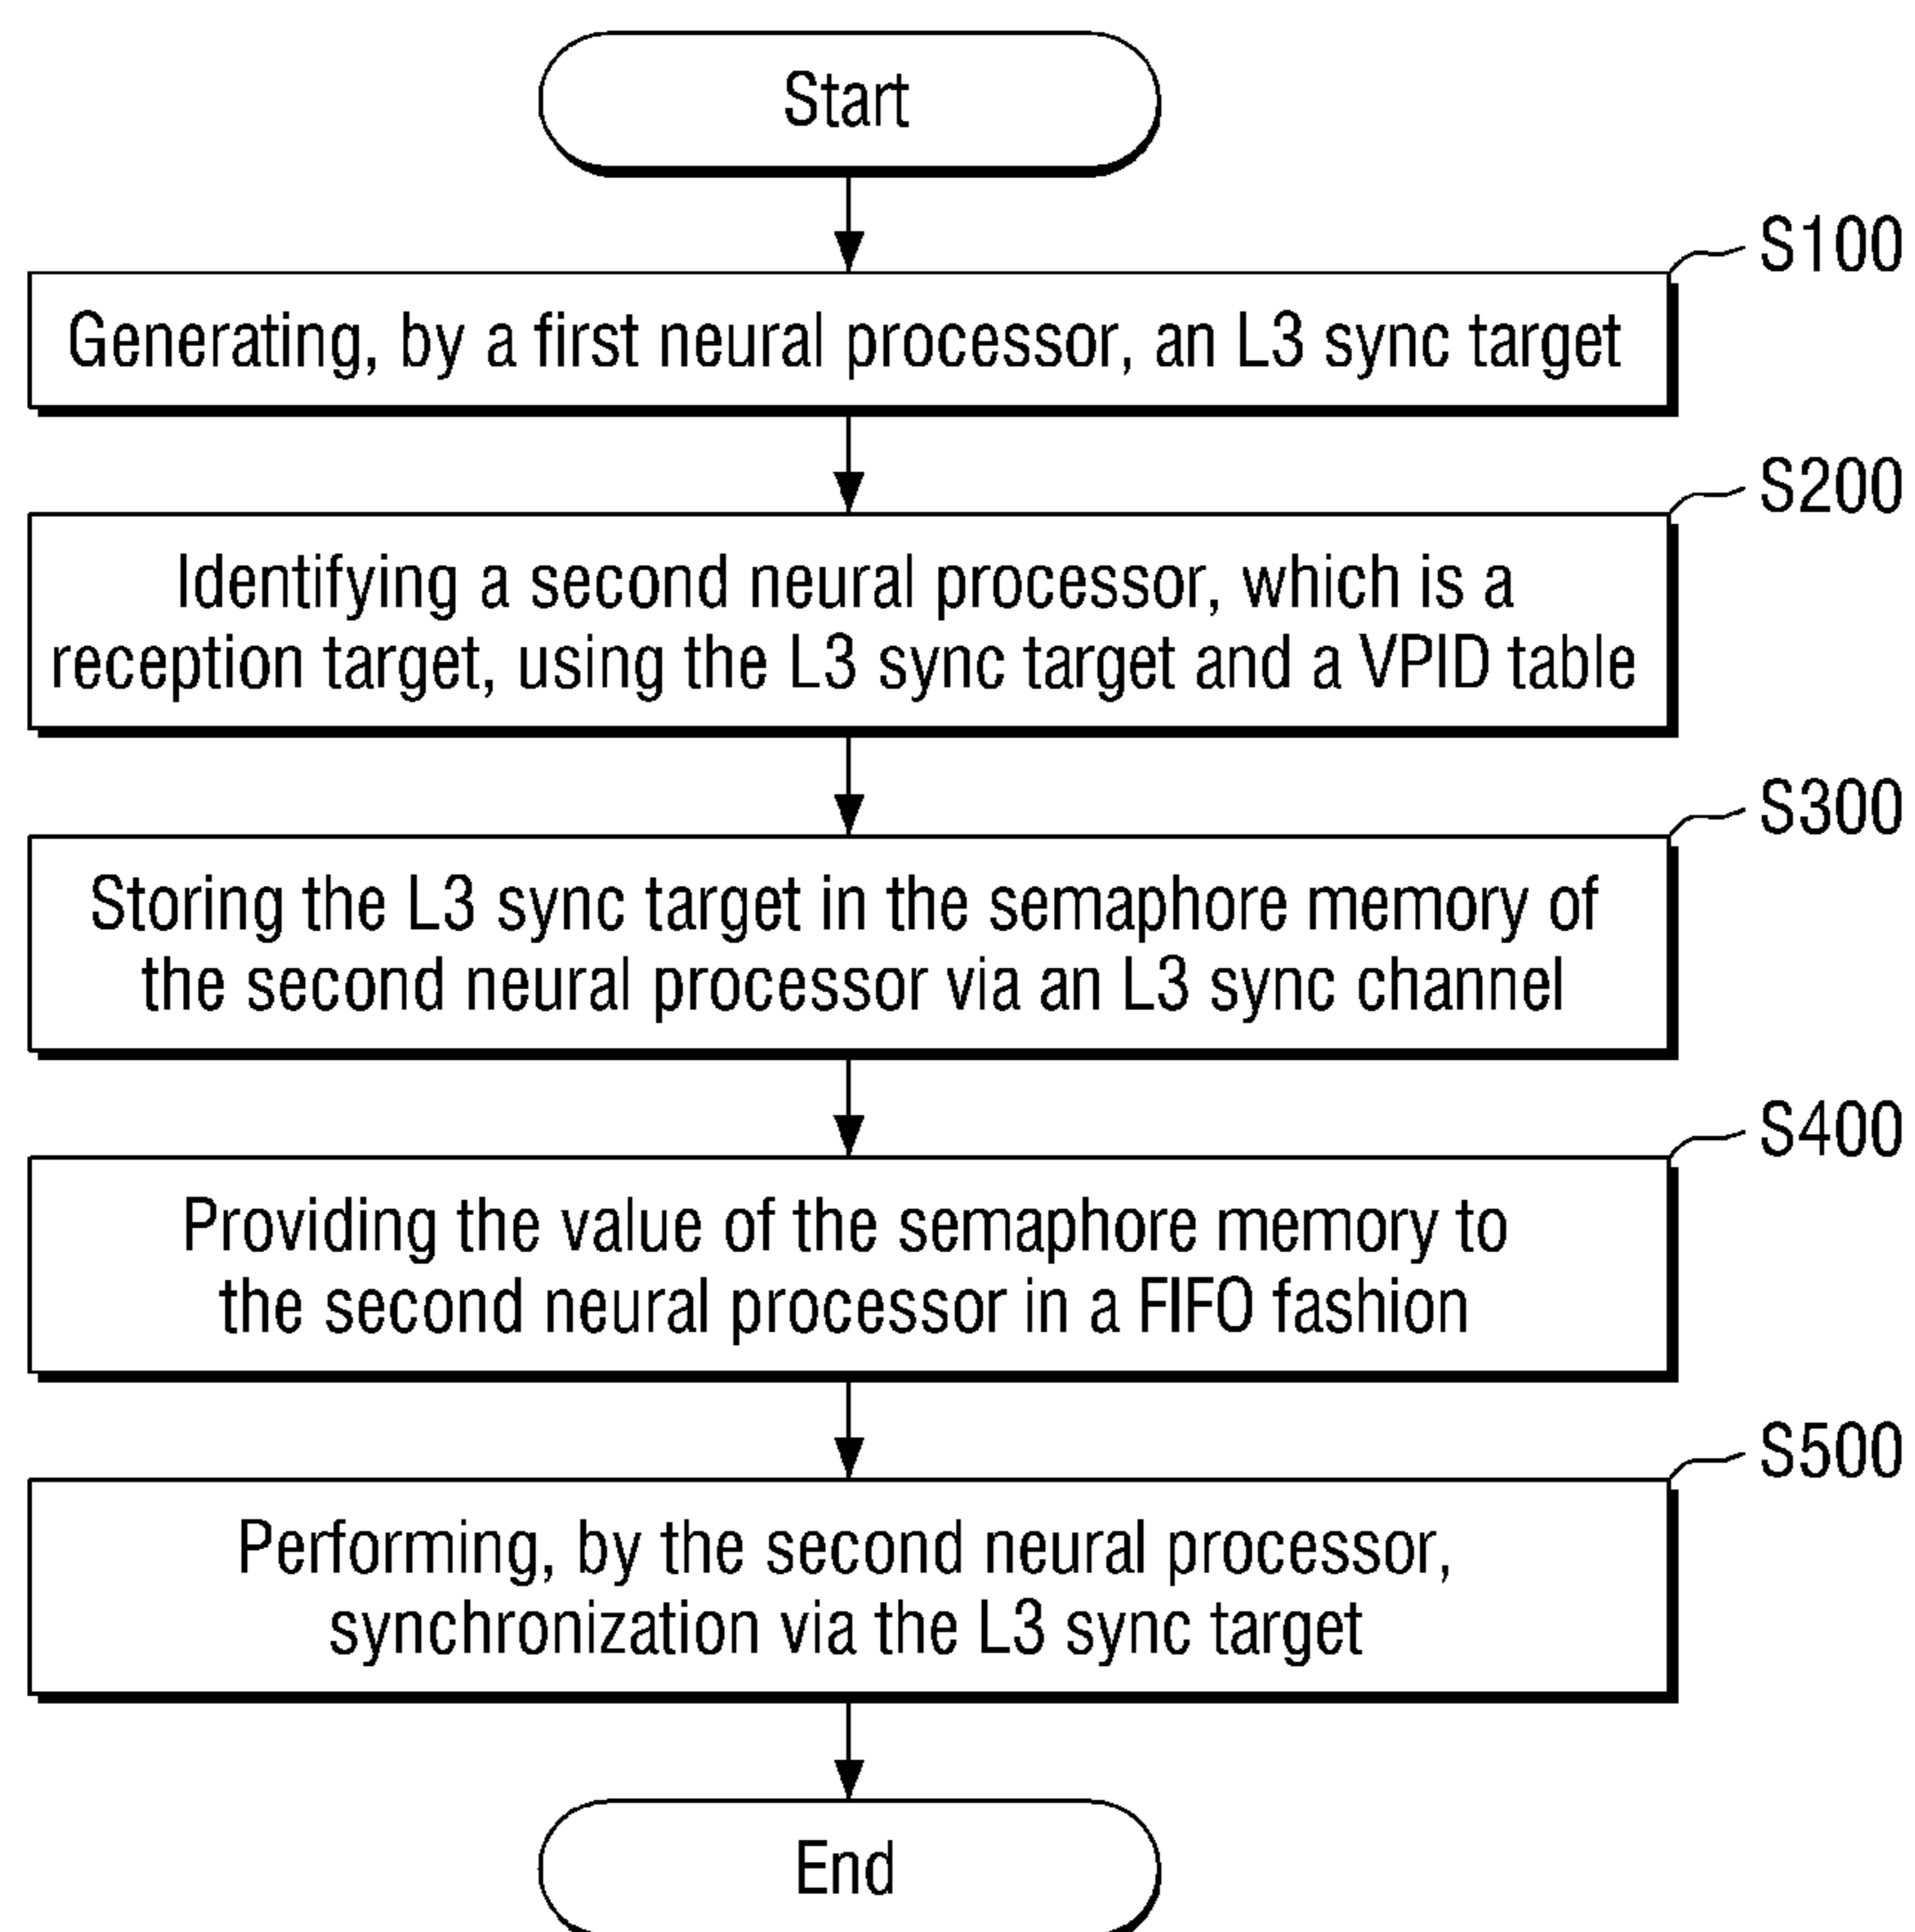 Start
S100
Generating, by a first neural processor, an L3 sync target
S200
Identifying a second neural processor, which is a
reception target, using the L3 sync target and a VPID table
S300
Storing the L3 sync target in the semaphore memory of
the second neural processor via an L3 sync channel
S400
Providing the value of the semaphore memory to
the second neural processor in a FIFO fashion
S500
Performing, by the second neural processor,
synchronization via the L3 sync target
End